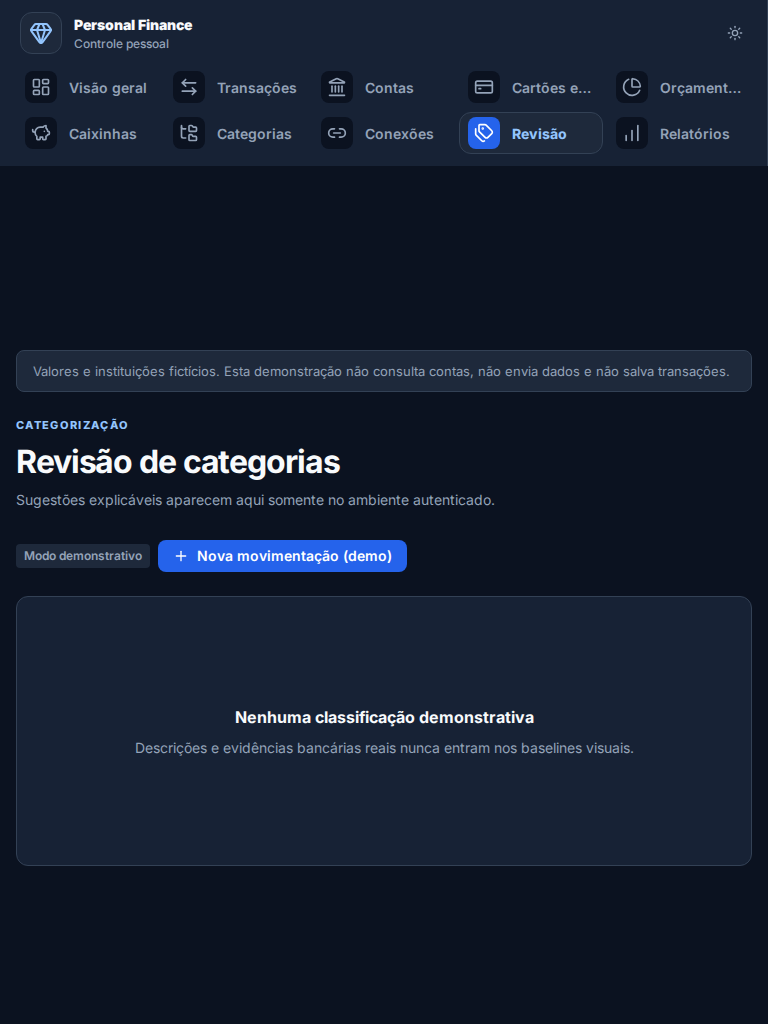 Personal Finance
Controle pessoal
Visão geral
Transações
Contas
Cartões e...
Orçament...
Caixinhas
Categorias
Conexões
Revisão
Relatórios
Valores e instituições fictícios. Esta demonstração não consulta contas, não envia dados e não salva transações.
CATEGORIZAÇÃO
Revisão de categorias
Sugestões explicáveis aparecem aqui somente no ambiente autenticado.
Modo demonstrativo
Nova movimentação (demo)
Nenhuma classificação demonstrativa
Descrições e evidências bancárias reais nunca entram nos baselines visuais.